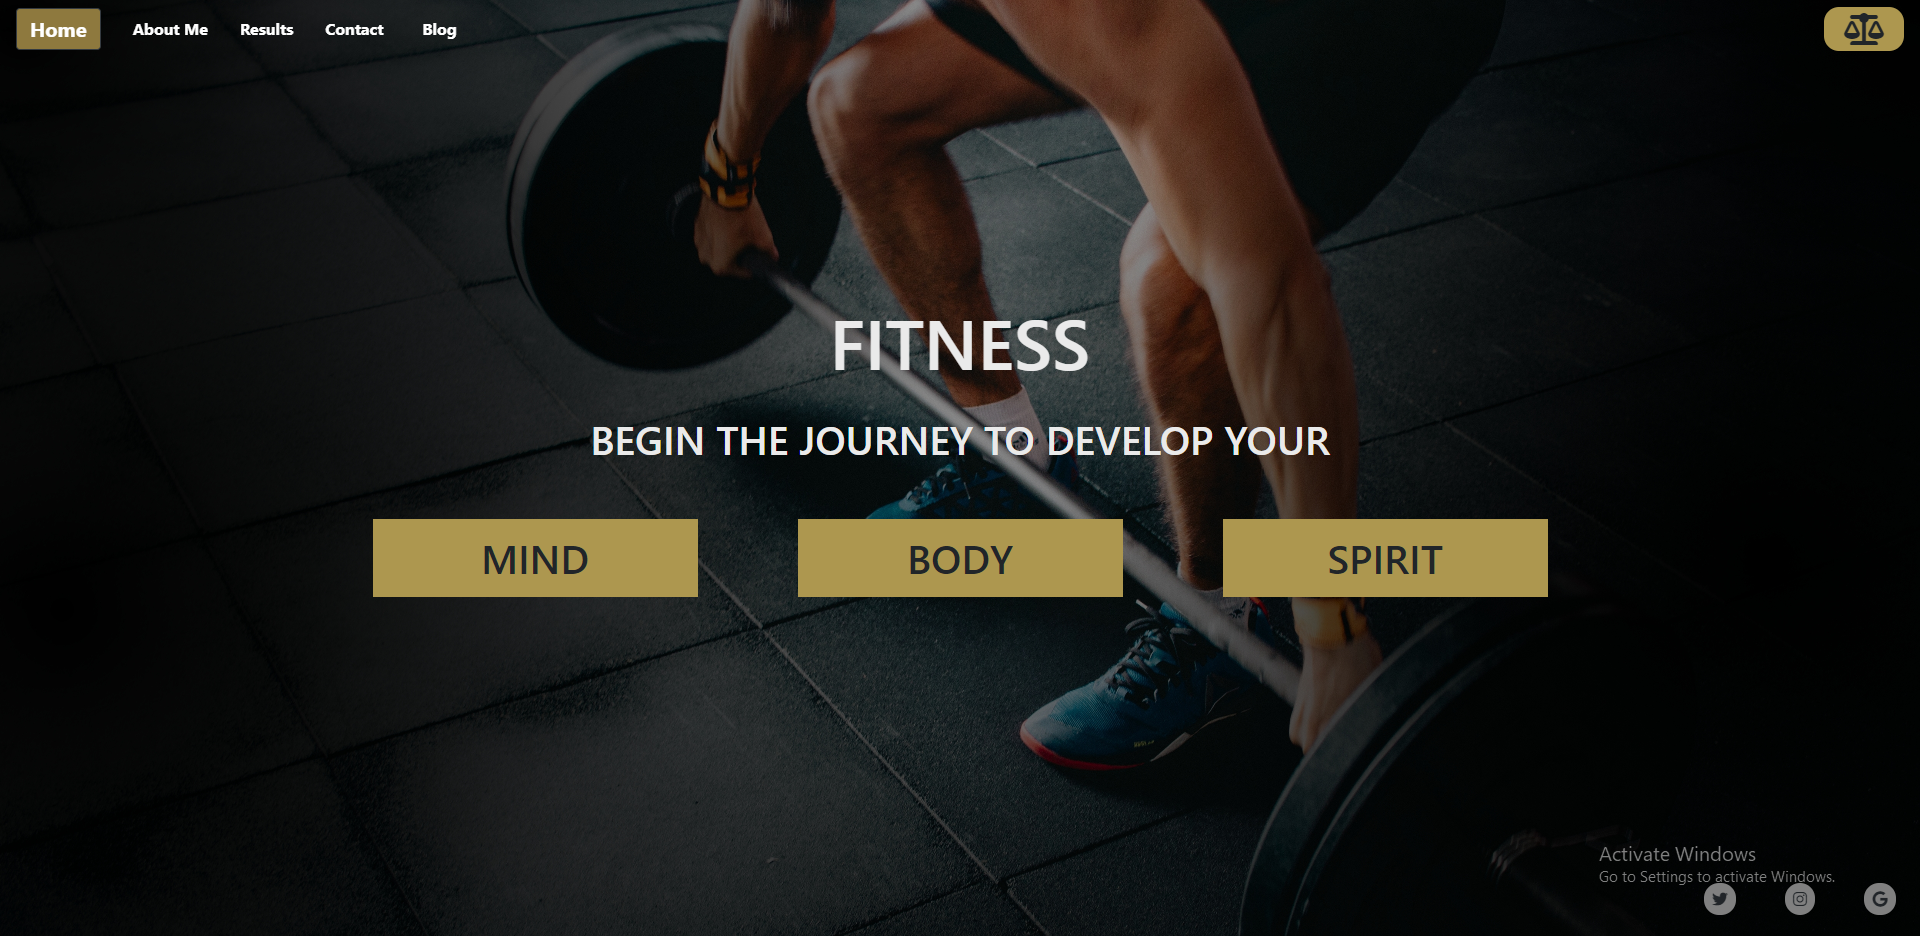 Home About Me Results Contact Blog
FITNESS
BEGIN THE JOURNEY TO DEVELOP YOUR
MIND BODY SPIRIT
Activate Windows
Go to Settings to activate Windows.